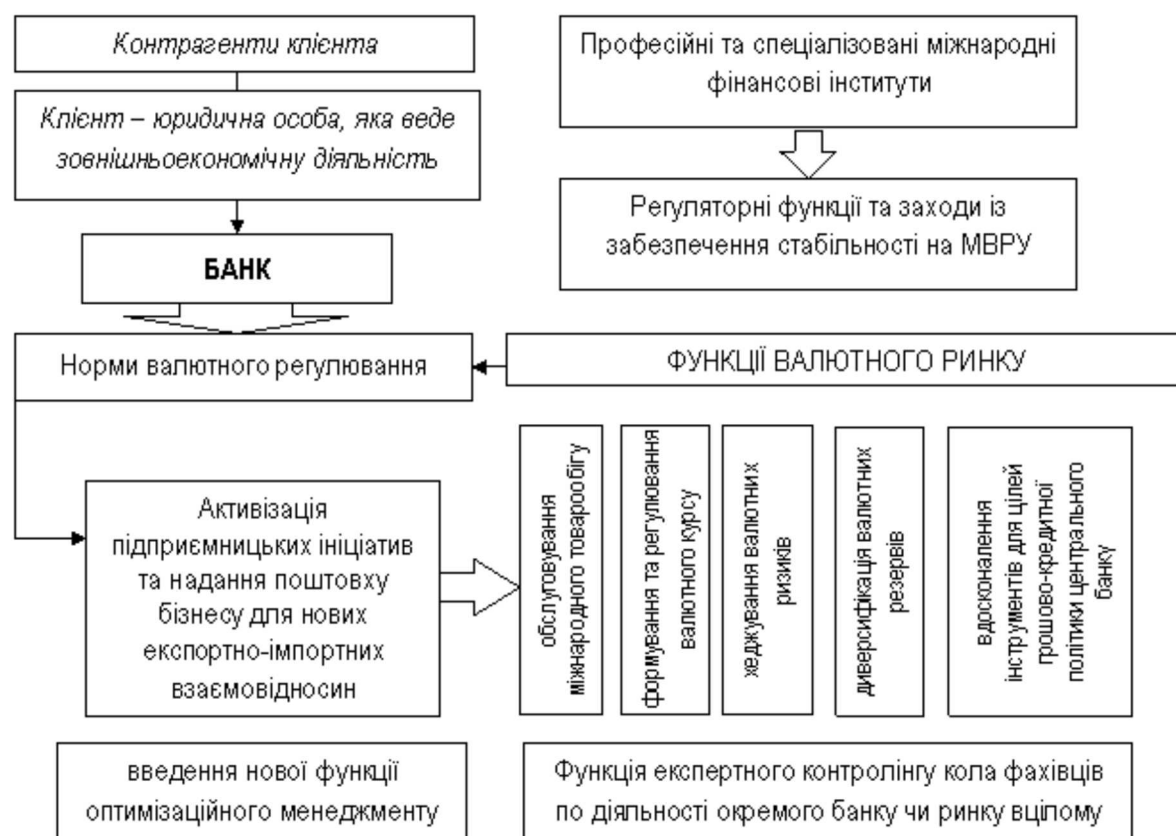 Контрагенти клієнта
Клієнт – юридична особа, яка веде
зовнішньоекономічну діяльність
БАНК
Професійні та спеціалізовані міжнародні
фінансові інститути
Регуляторні функції та заходи із
забезпечення стабільності на МВРУ
Норми валютного регулювання
ФУНКЦІЇ ВАЛЮТНОГО РИНКУ
Активізація
підприємницьких ініціатив
та надання поштовху
бізнесу для нових
експортно-імпортних
взаємовідносин
обслуговування
міжнародного товарообігу
формування та регулювання
валютного курсу
хеджування валютних
ризиків
диверсифікація валютних
резервів
вдосконалення
інструментів для цілей
грошово-кредитної
політики центрального
банку
введення нової функції
оптимізаційного менеджменту
Функція експертного контролінгу кола фахівців
по діяльності окремого банку чи ринку вцілому